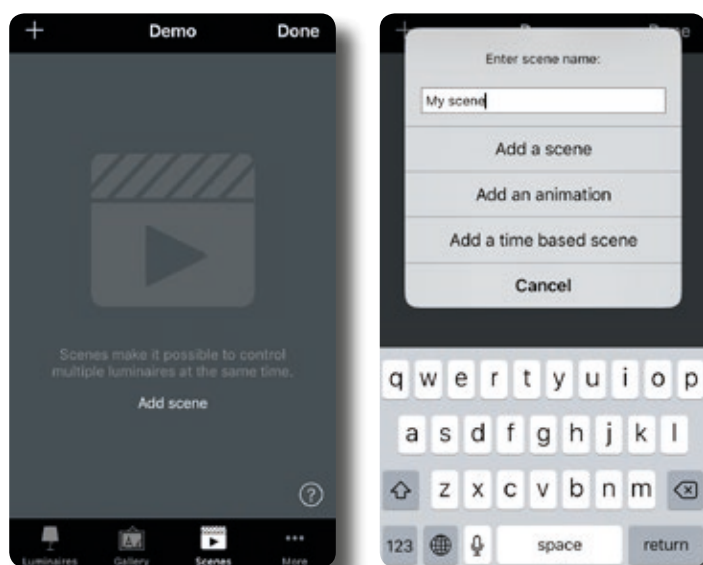 + Demo Done
Scenes make it possible to control
multiple luminaires at the same time.
Add scene
?
Luminaires Gallery Scenes More
Enter scene name:
My scene
Add a scene
Add an animation
Add a time based scene
Cancel
q w e r t y u i o p
a s d f g h j k l
z x c v b n m
123 space return